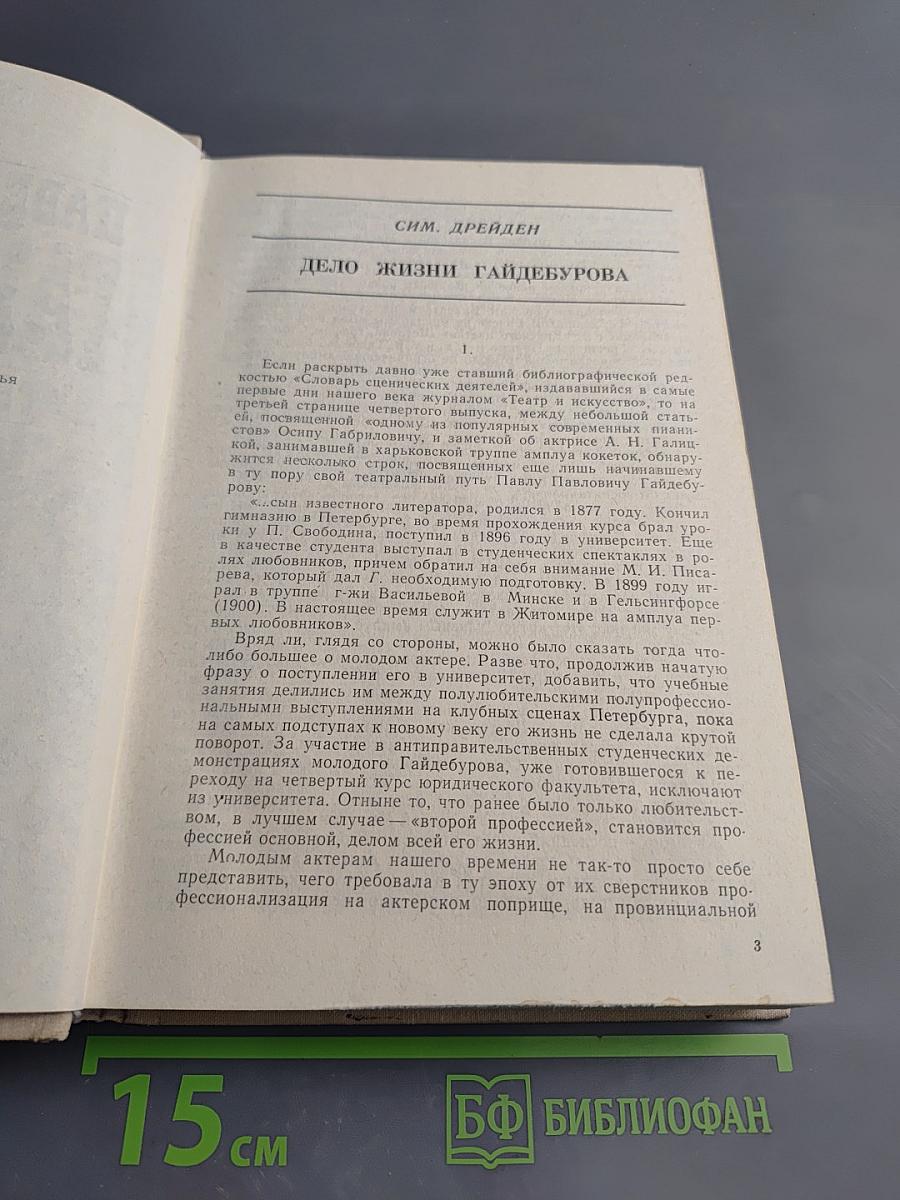 ья
СИМ. ДРЕЙДЕН
ДЕЛО ЖИЗНИ ГАЙДЕБУРОВА
1.
Если раскрыть давно уже ставший библиографической ред-
костью «Словарь сценических деятелей», издававшийся в самые
первые дни нашего века журналом «Театр и искусство», то на
третьей странице четвертого выпуска, между небольшой стать-
ей, посвященной «одному из популярных современных пиани-
стов» Осипу Габриловичу, и заметкой об актрисе А. Н. Галиц-
кой, занимавшей в харьковской труппе амплуа кокеток, обнару-
жится несколько строк, посвященных еще лишь начинавшему
в ту пору свой театральный путь Павлу Павловичу Гайдебу-
рову:
«...сын известного литератора, родился в 1877 году. Кончил
гимназию в Петербурге, во время прохождения курса брал уро-
ки у П. Свободина, поступил в 1896 году в университет. Еще
в качестве студента выступал в студенческих спектаклях в ро-
лях любовников, причем обратил на себя внимание М. И. Писа-
рева, который дал Г. необходимую подготовку. В 1899 году иг-
рал в труппе г-жи Васильевой в Минске и в Гельсингфорсе
(1900). В настоящее время служит в Житомире на амплуа пер-
вых любовников».
Вряд ли, глядя со стороны, можно было сказать тогда что-
либо большее о молодом актере. Разве что, продолжив начатую
фразу о поступлении его в университет, добавить, что учебные
занятия делились им между полулюбительскими полупрофессио-
нальными выступлениями на клубных сценах Петербурга, пока
на самых подступах к новому веку его жизнь не сделала крутой
поворот. За участие в антиправительственных студенческих де-
монстрациях молодого Гайдебурова, уже готовившегося к пе-
реходу на четвертый курс юридического факультета, исключают
из университета. Отныне то, что ранее было только любительст-
вом, в лучшем случае — «второй профессией», становится про-
фессией основной, делом всей его жизни.
Молодым актерам нашего времени не так-то просто себе
представить, чего требовала в ту эпоху от их сверстников про-
фессионализация на актерском поприще, на провинциальной
3
15 см
БФ БИБЛИОФАН